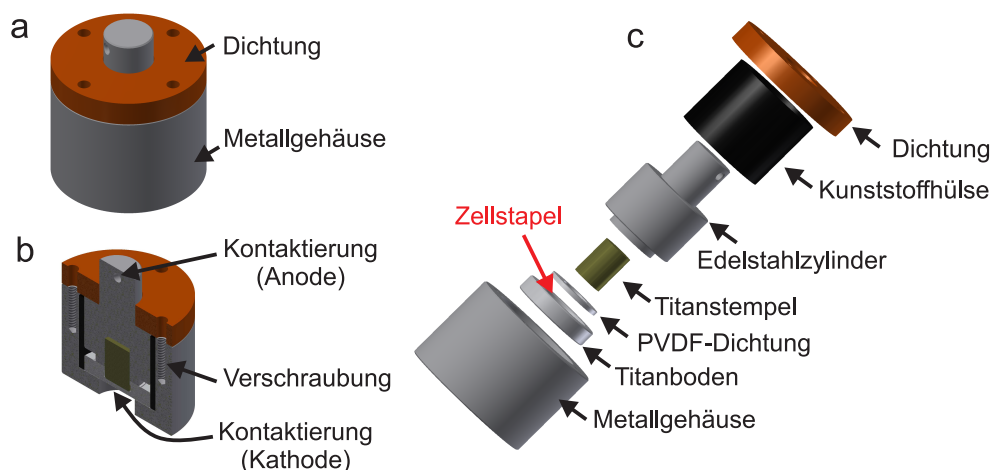 a
Dichtung
Metallgehäuse
b
Kontaktierung
(Anode)
Verschraubung
Kontaktierung
(Kathode)
c
Dichtung
Kunststoffhülse
Edelstahlzylinder
Zellstapel
Titanstempel
PVDF-Dichtung
Titanboden
Metallgehäuse